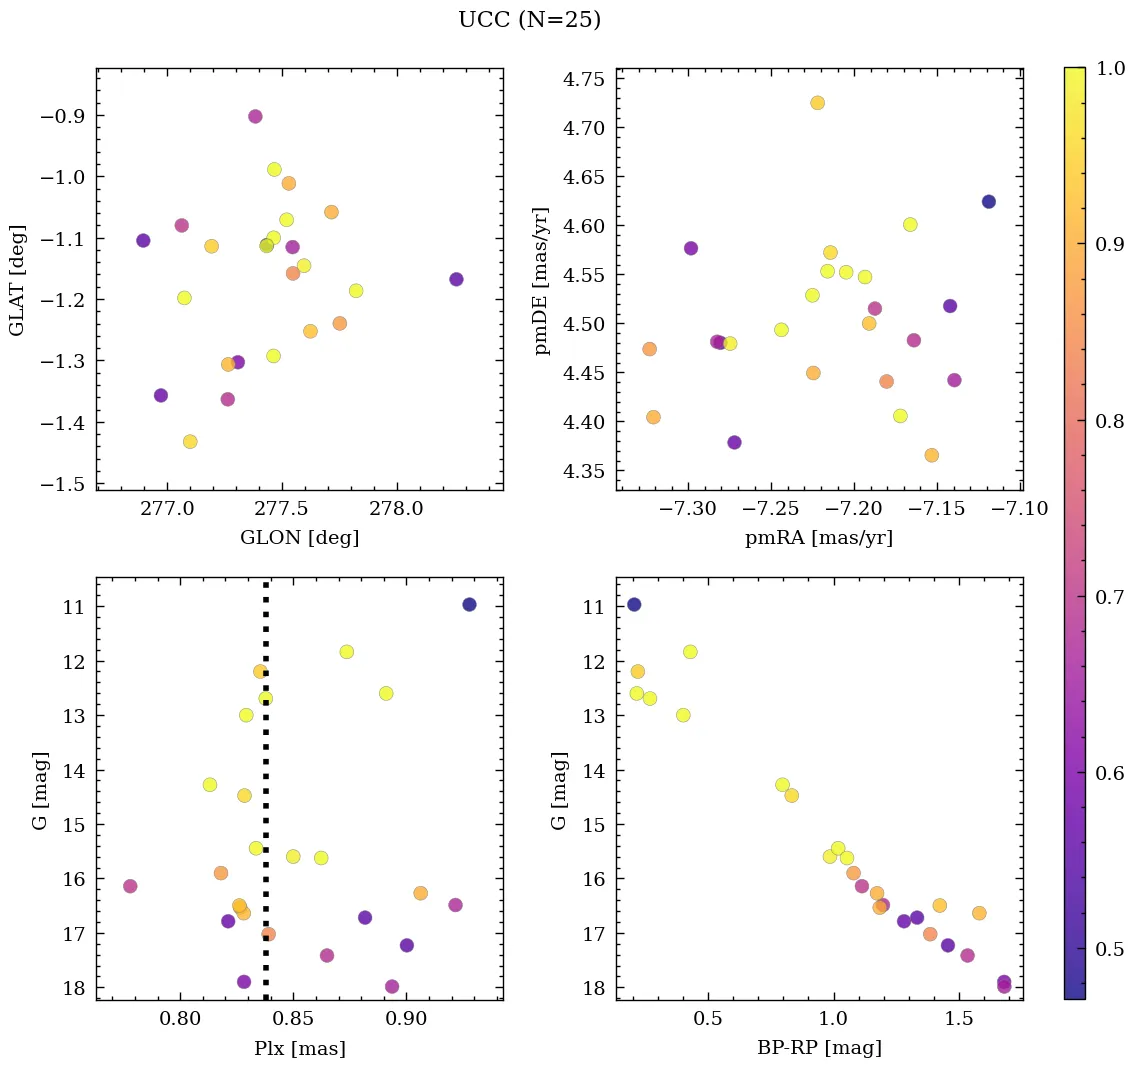 UCC (N=25)
−0.9
−1.0
−1.1
−1.2
−1.3
−1.4
−1.5
GLAT [deg]
277.0 277.5 278.0
GLON [deg]
4.75
4.70
4.65
4.60
4.55
4.50
4.45
4.40
4.35
pmDE [mas/yr]
−7.30 −7.25 −7.20 −7.15 −7.10
pmRA [mas/yr]
11
12
13
14
15
16
17
18
G [mag]
0.80 0.85 0.90
Plx [mas]
11
12
13
14
15
16
17
18
G [mag]
0.5 1.0 1.5
BP-RP [mag]
1.0
0.9
0.8
0.7
0.6
0.5